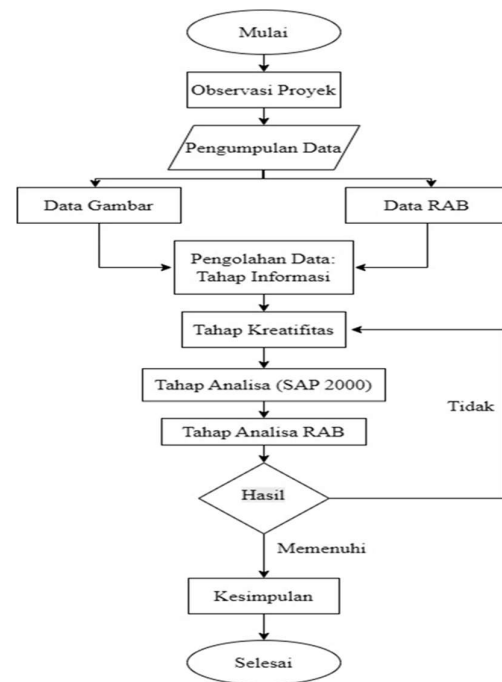 Mulai
Observasi Proyek
Pengumpulan Data
Data Gambar
Data RAB
Pengolahan Data:
Tahap Informasi
Tahap Kreatifitas
Tahap Analisa (SAP 2000)
Tidak
Tahap Analisa RAB
Hasil
Memenuhi
Kesimpulan
Selesai